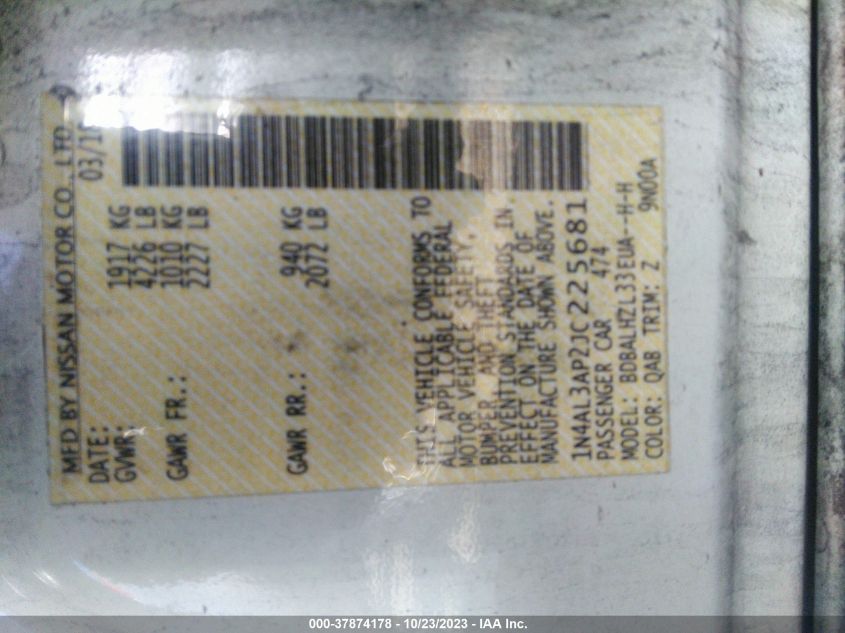 MFD BY NISSAN MOTOR CO., LTD.
DATE: 03/1
GVWR: 1917 KG
4226 LB
GAWR FR.: 1010 KG
2227 LB
GAWR RR.: 940 KG
2072 LB
THIS VEHICLE CONFORMS TO
ALL APPLICABLE FEDERAL
MOTOR VEHICLE SAFETY,
BUMPER, AND THEFT
PREVENTION STANDARDS IN
EFFECT ON THE DATE OF
MANUFACTURE SHOWN ABOVE.
1N4AL3AP2JC225681
PASSENGER CAR 474
MODEL: BDBALHZL33EUA--H-H
COLOR: QAB TRIM: Z 9N00A
000-37874178 - 10/23/2023 - IAA Inc.